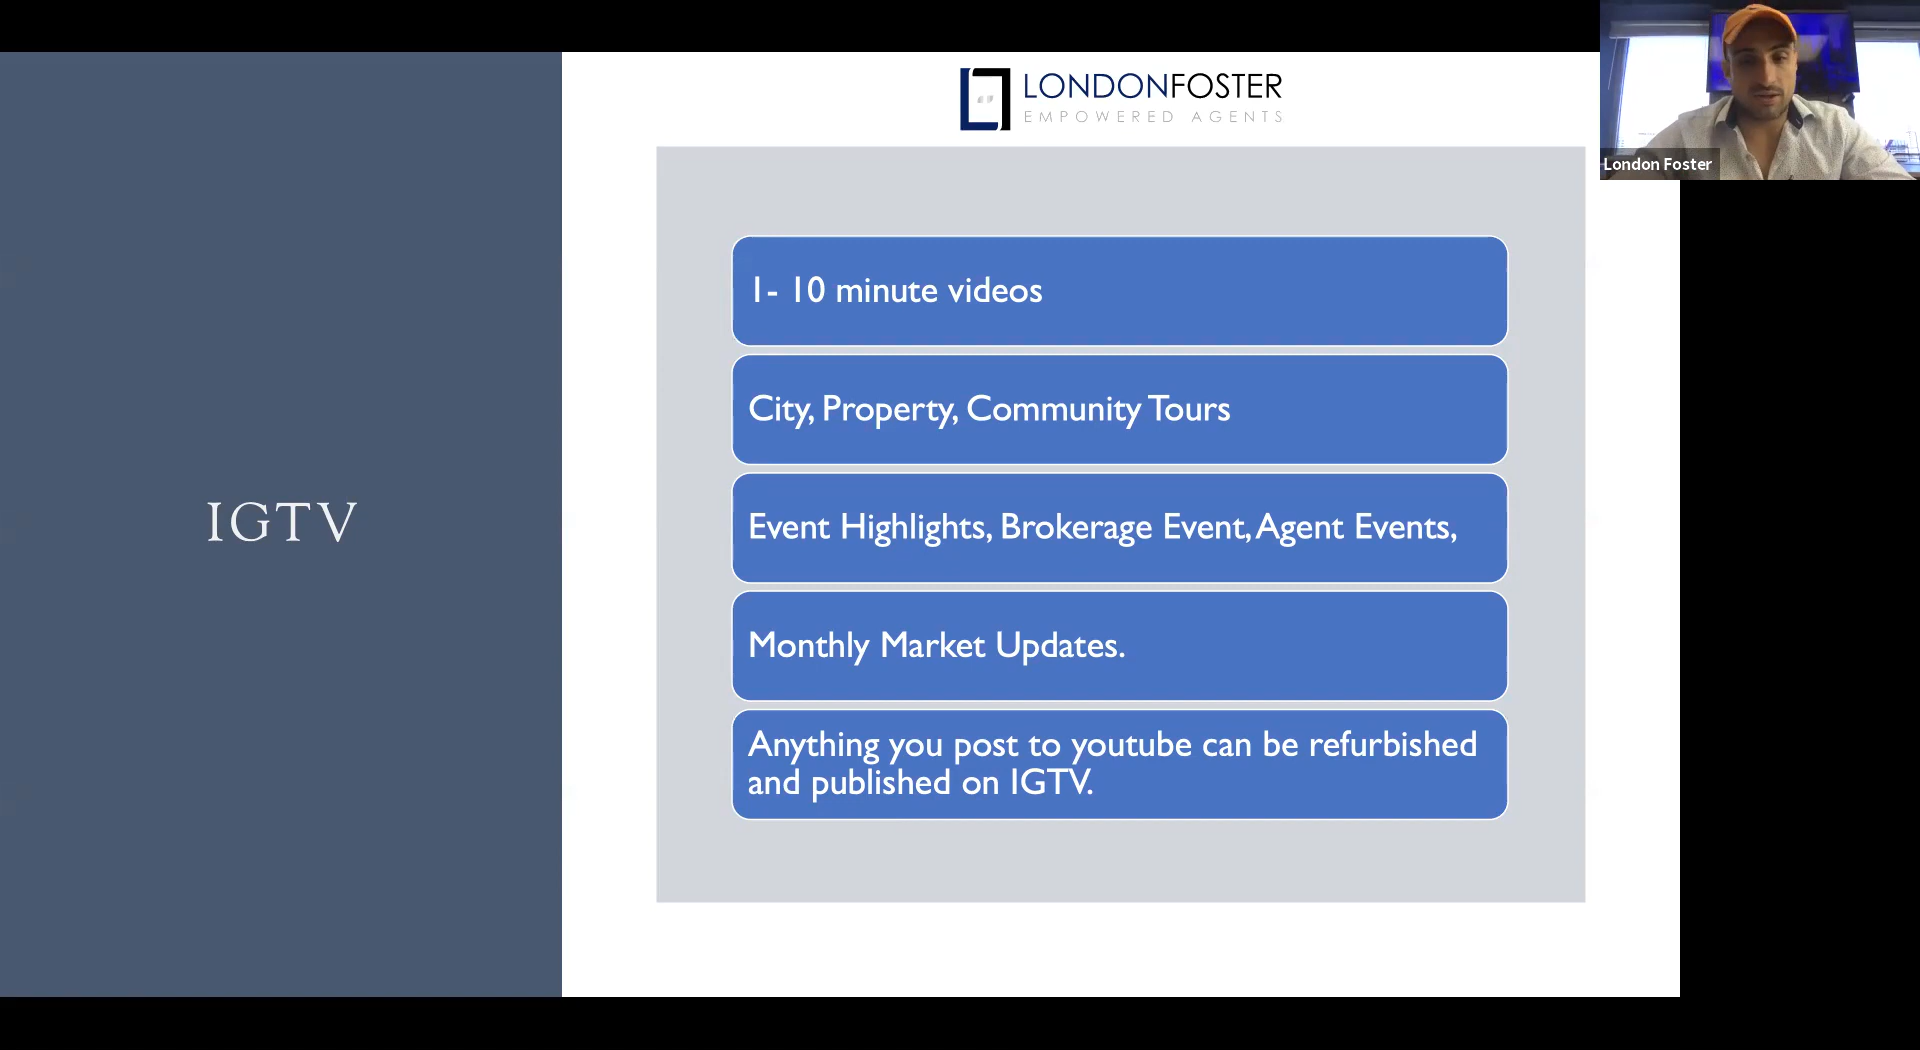 LONDONFOSTER
EMPOWERED AGENTS
London Foster
IGTV
1- 10 minute videos
City, Property, Community Tours
Event Highlights, Brokerage Event, Agent Events,
Monthly Market Updates.
Anything you post to youtube can be refurbished
and published on IGTV.